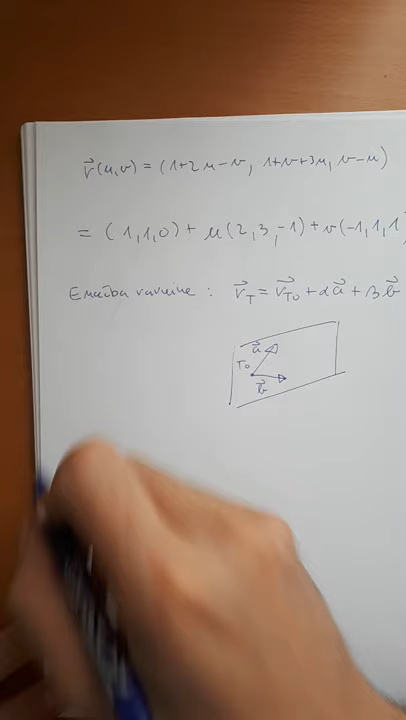 r⃗(u,v) = (1+2u-v, 1+v+3u, v-u)
= (1,1,0) + u(2,3,-1) + v(-1,1,1
Enačba ravnine : r⃗T = r⃗T0 + αa⃗ + βb⃗
a⃗
T0
b⃗